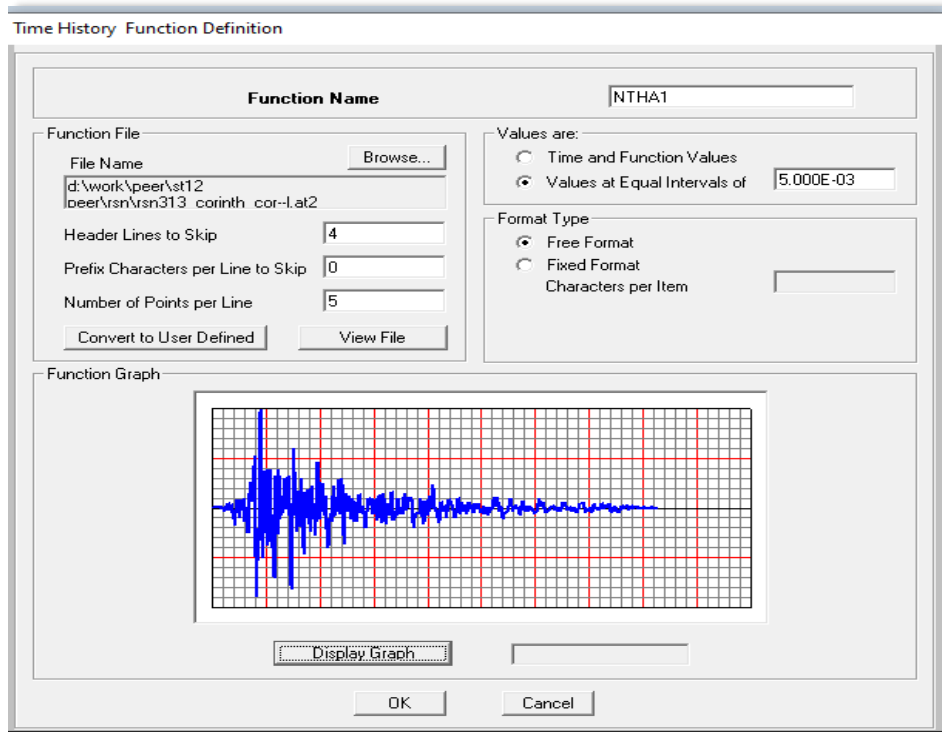 Time History Function Definition
Function Name
NTHA1
Function File
File Name
Browse...
d:\work\peer\st12
peer\rsn\rsn313_corinth_cor--l.at2
Header Lines to Skip
4
Prefix Characters per Line to Skip
0
Number of Points per Line
5
Convert to User Defined
View File
Values are:
Time and Function Values
Values at Equal Intervals of
5.000E-03
Format Type
Free Format
Fixed Format
Characters per Item
Function Graph
Display Graph
OK
Cancel